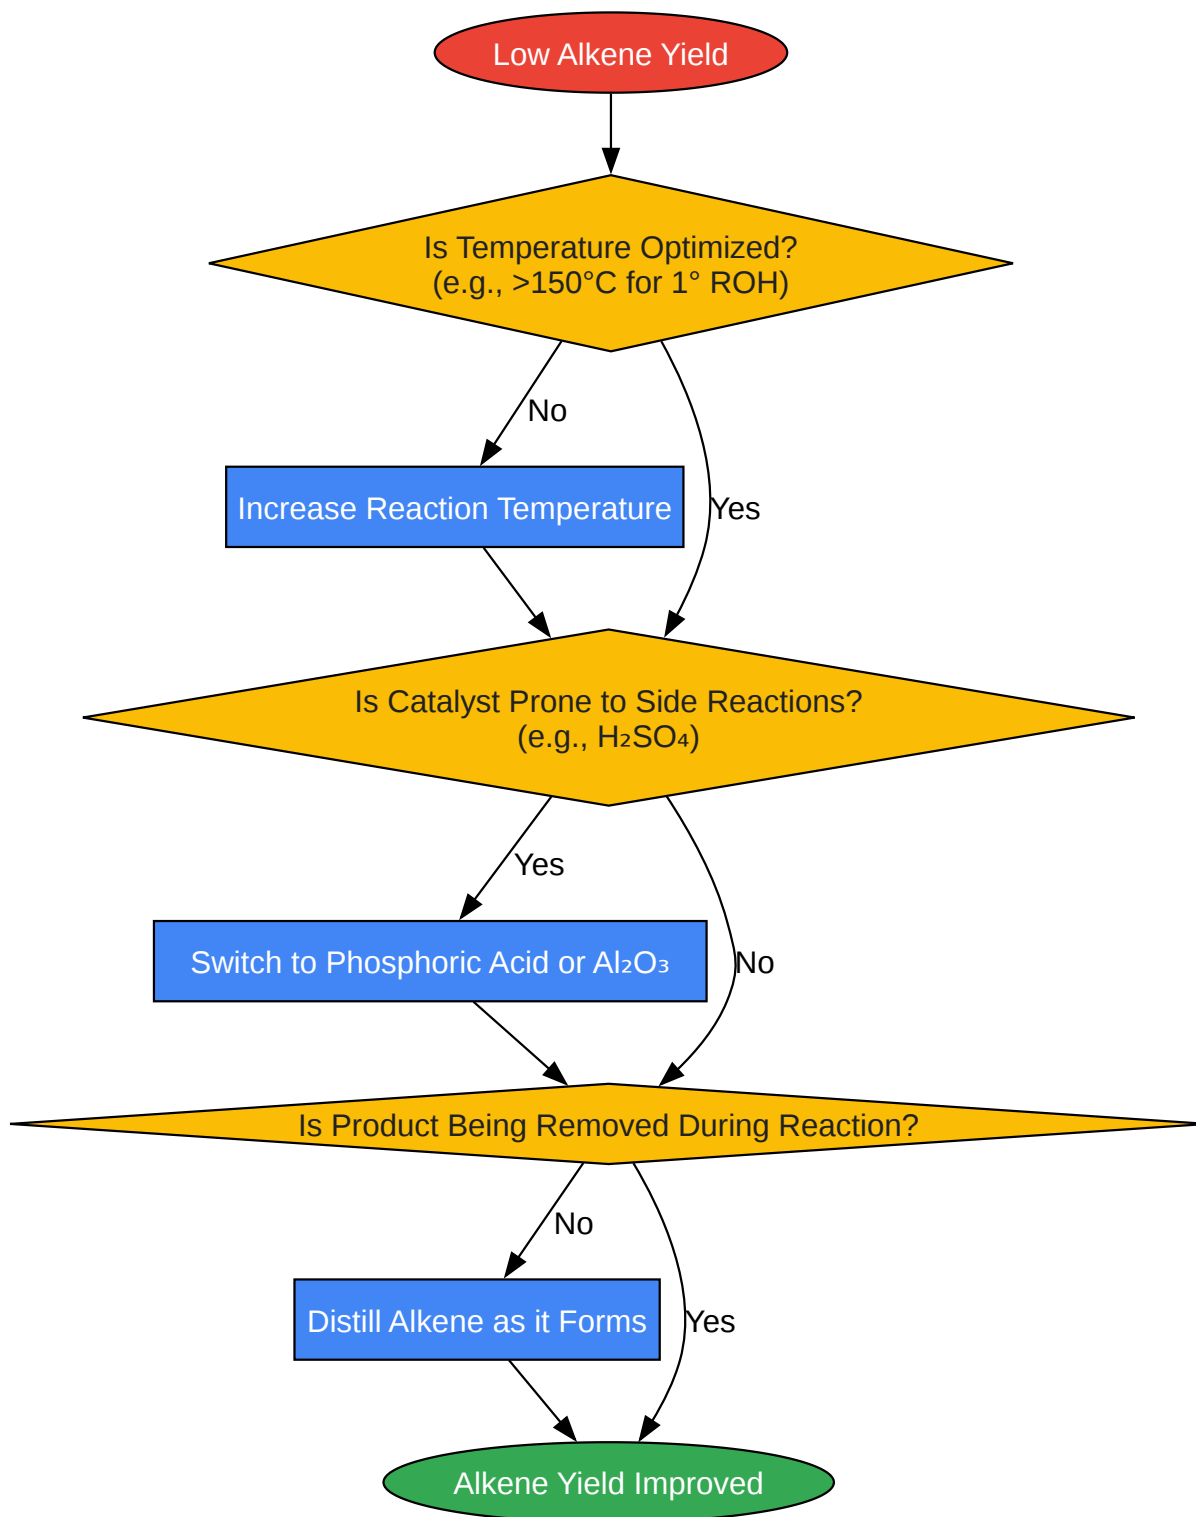 Low Alkene Yield
Is Temperature Optimized?
(e.g., >150°C for 1° ROH)
No
Increase Reaction Temperature
Yes
Is Catalyst Prone to Side Reactions?
(e.g., H₂SO₄)
Yes
Switch to Phosphoric Acid or Al₂O₃
No
Is Product Being Removed During Reaction?
No
Distill Alkene as it Forms
Yes
Alkene Yield Improved